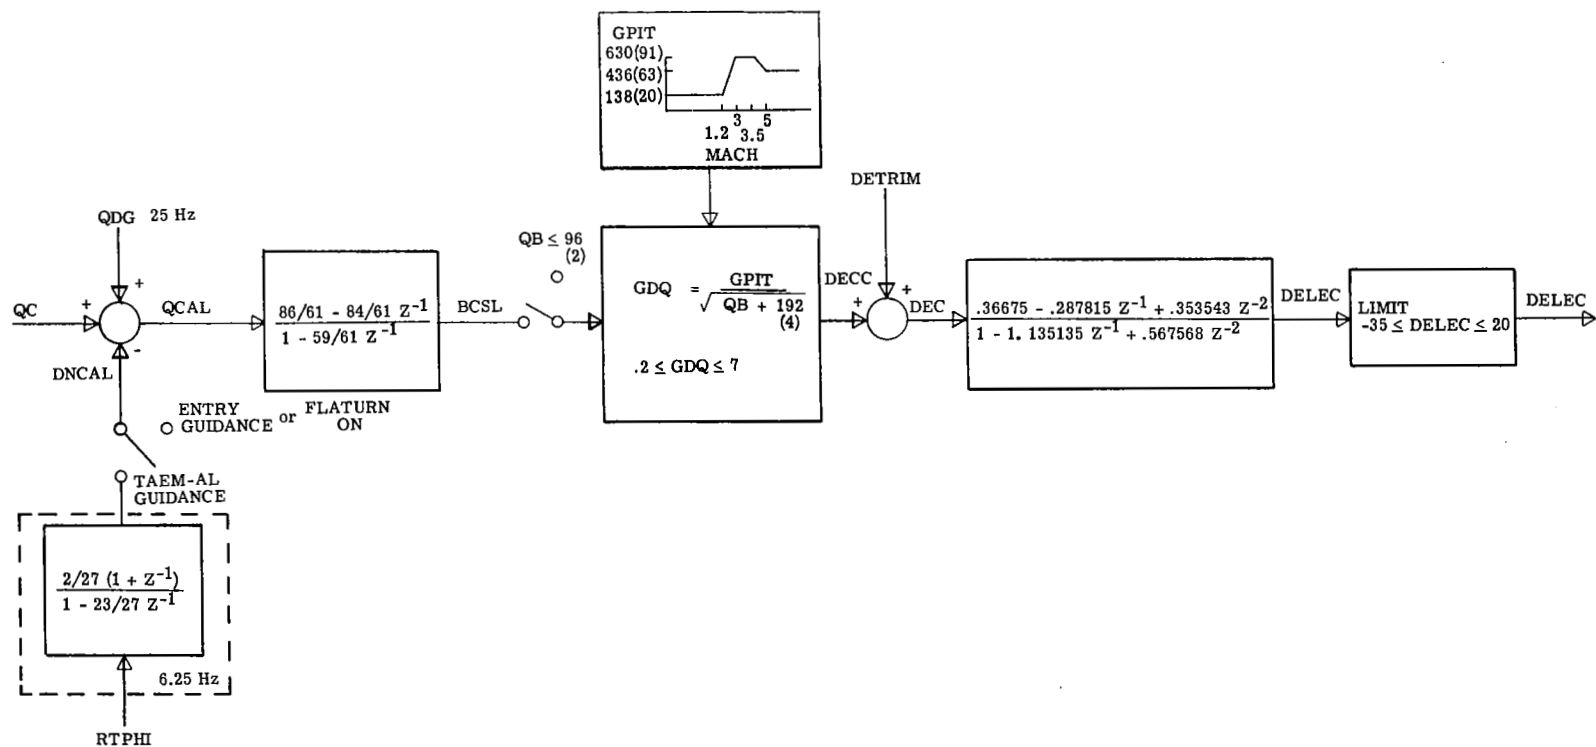 GPIT
630(91)
436(63)
138(20)
3 5
1.2 3.5
MACH
DETRIM
QDG 25 Hz
QB ≤ 96
(2)
QC
+
+
-
QCAL
86/61 - 84/61 Z⁻¹
1 - 59/61 Z⁻¹
BCSL
GDQ = GPIT
√QB + 192
(4)
.2 ≤ GDQ ≤ 7
DECC
+
+
DEC
.36675 - .287815 Z⁻¹ + .353543 Z⁻²
1 - 1.135135 Z⁻¹ + .567568 Z⁻²
DELEC
LIMIT
-35 ≤ DELEC ≤ 20
DELEC
DNCAL
ENTRY
GUIDANCE or FLATURN
ON
TAEM-AL
GUIDANCE
2/27 (1 + Z⁻¹)
1 - 23/27 Z⁻¹
6.25 Hz
RTPHI